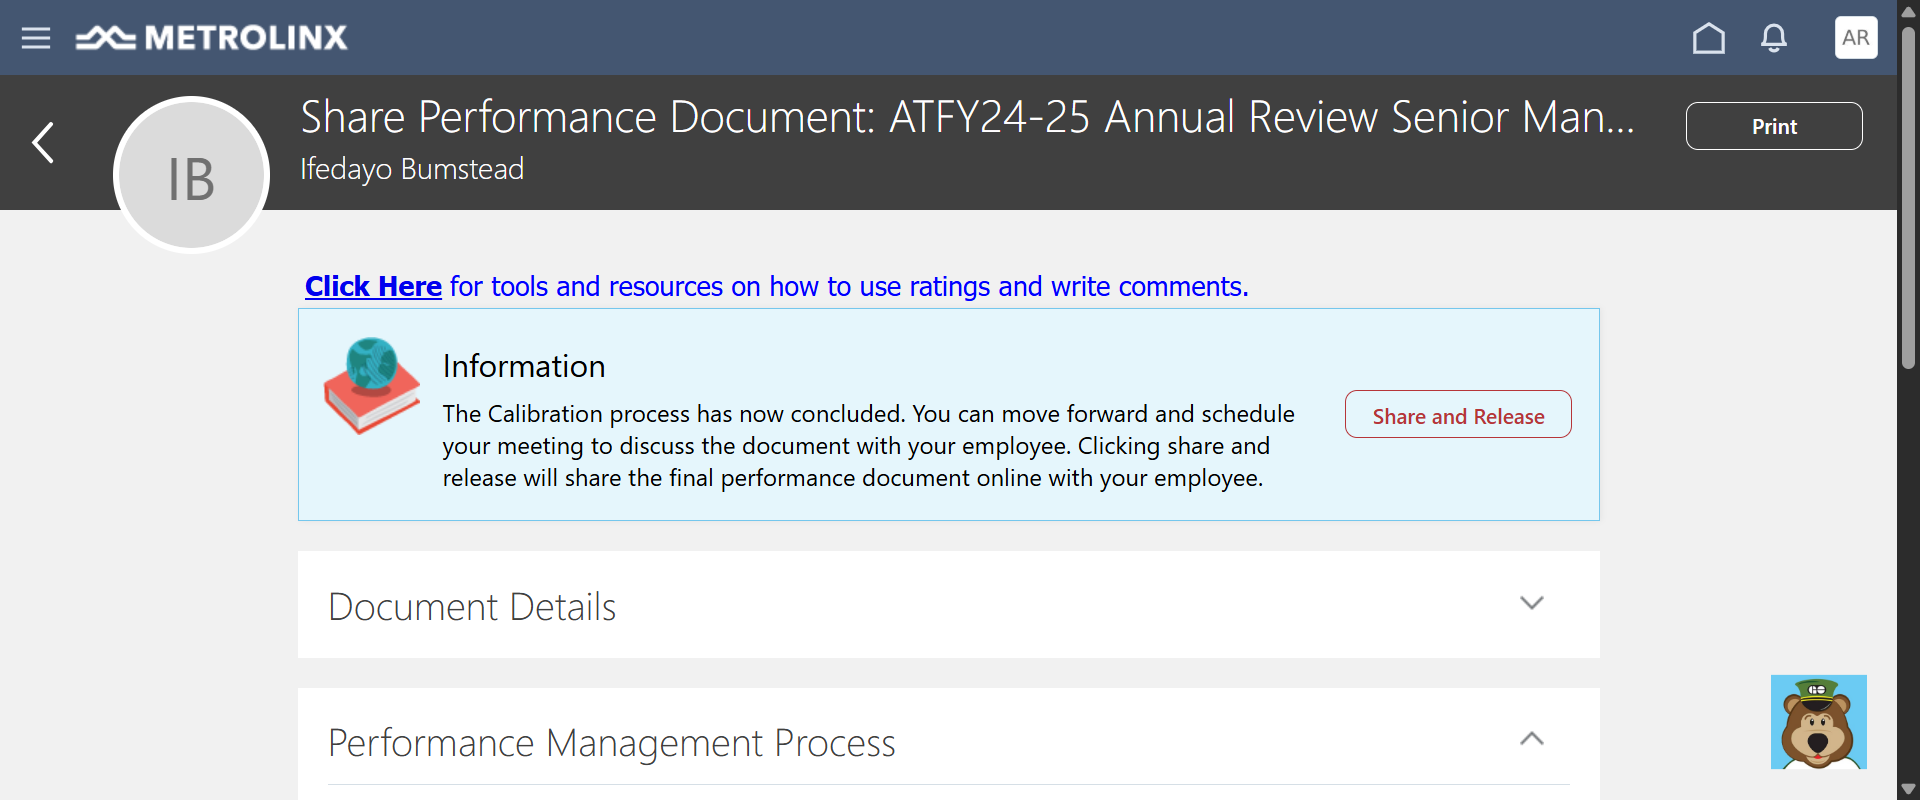 METROLINX
AR
Share Performance Document: ATFY24-25 Annual Review Senior Man...
Print
IB
Ifedayo Bumstead
Click Here for tools and resources on how to use ratings and write comments.
Information
The Calibration process has now concluded. You can move forward and schedule
your meeting to discuss the document with your employee. Clicking share and
release will share the final performance document online with your employee.
Share and Release
Document Details
Performance Management Process
GO